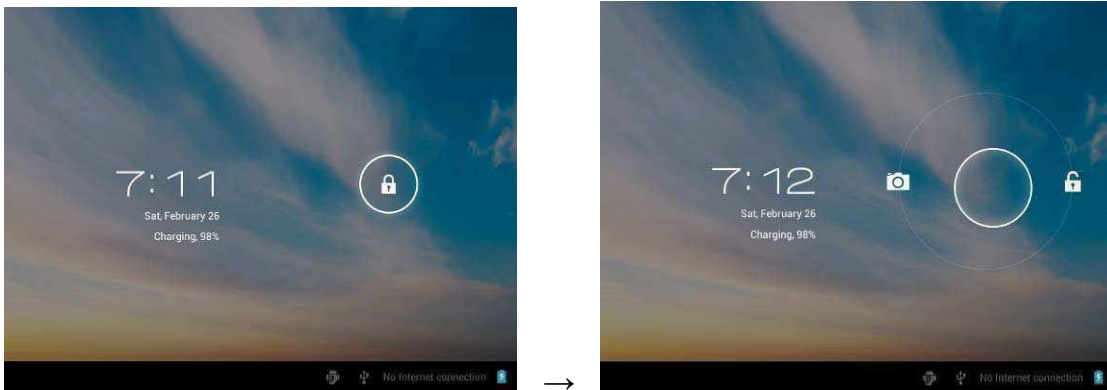 7:11
Sat, February 26
Charging, 98%
No Internet connection
→
7:12
Sat, February 26
Charging, 98%
No Internet connection